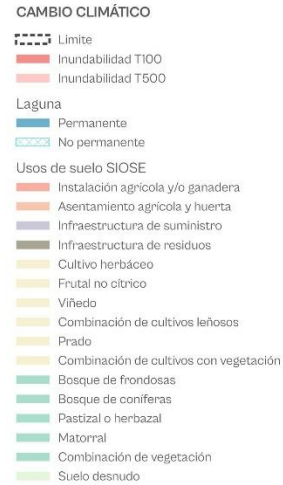 CAMBIO CLIMÁTICO
Limite
Inundabilidad T100
Inundabilidad T500
Laguna
Permanente
No permanente
Usos de suelo SIOSE
Instalación agrícola y/o ganadera
Asentamiento agrícola y huerta
Infraestructura de suministro
Infraestructura de residuos
Cultivo herbáceo
Frutal no cítrico
Viñedo
Combinación de cultivos leñosos
Prado
Combinación de cultivos con vegetación
Bosque de frondosas
Bosque de coníferas
Pastizal o herbazal
Matorral
Combinación de vegetación
Suelo desnudo